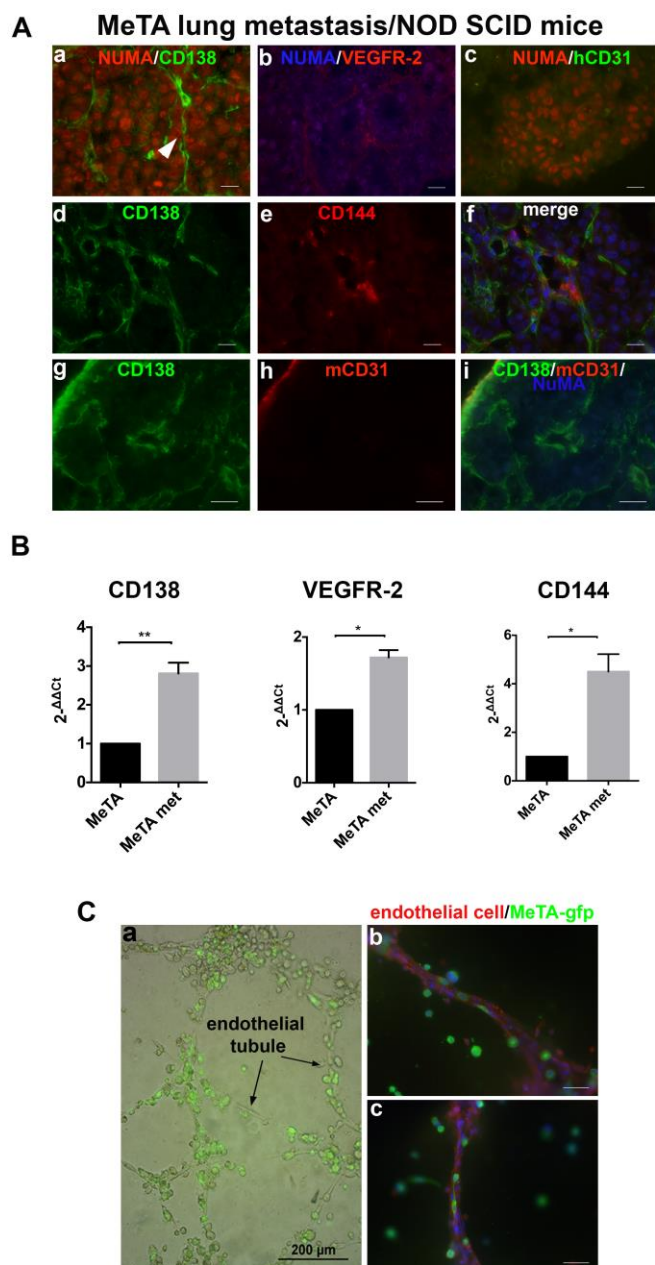 MeTA lung metastasis/NOD SCID mice
A
a
NUMA/CD138
b
NUMA/VEGFR-2
c
NUMA/hCD31
d
CD138
e
CD144
f
merge
g
CD138
h
mCD31
i
CD138/mCD31/
NuMA
B
CD138
**
2-ΔΔCt
4
3
2
1
0
MeTA
MeTA met
VEGFR-2
*
2-ΔΔCt
2
1
0
MeTA
MeTA met
CD144
*
2-ΔΔCt
6
4
2
0
MeTA
MeTA met
C
endothelial cell/MeTA-gfp
a
endothelial
tubule
200 µm
b
c